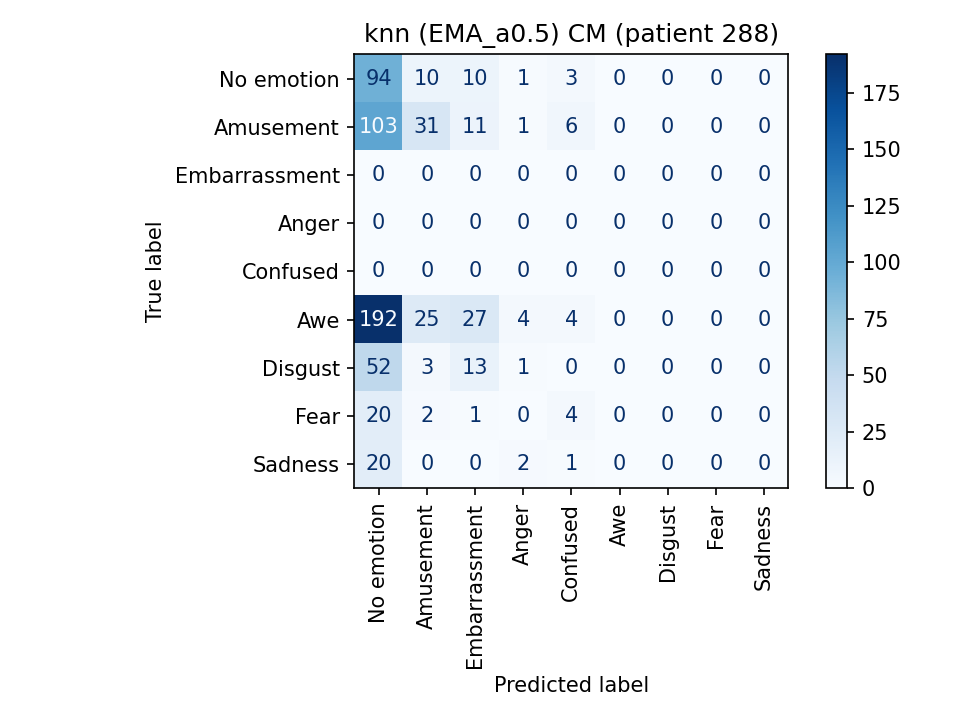 knn (EMA_a0.5) CM (patient 288)
No emotion 94 10 10 1 3 0 0 0 0
Amusement 103 31 11 1 6 0 0 0 0
Embarrassment 0 0 0 0 0 0 0 0 0
Anger 0 0 0 0 0 0 0 0 0
Confused 0 0 0 0 0 0 0 0 0
Awe 192 25 27 4 4 0 0 0 0
Disgust 52 3 13 1 0 0 0 0 0
Fear 20 2 1 0 4 0 0 0 0
Sadness 20 0 0 2 1 0 0 0 0
True label
No emotion
Amusement
Embarrassment
Anger
Confused
Awe
Disgust
Fear
Sadness
Predicted label
175
150
125
100
75
50
25
0